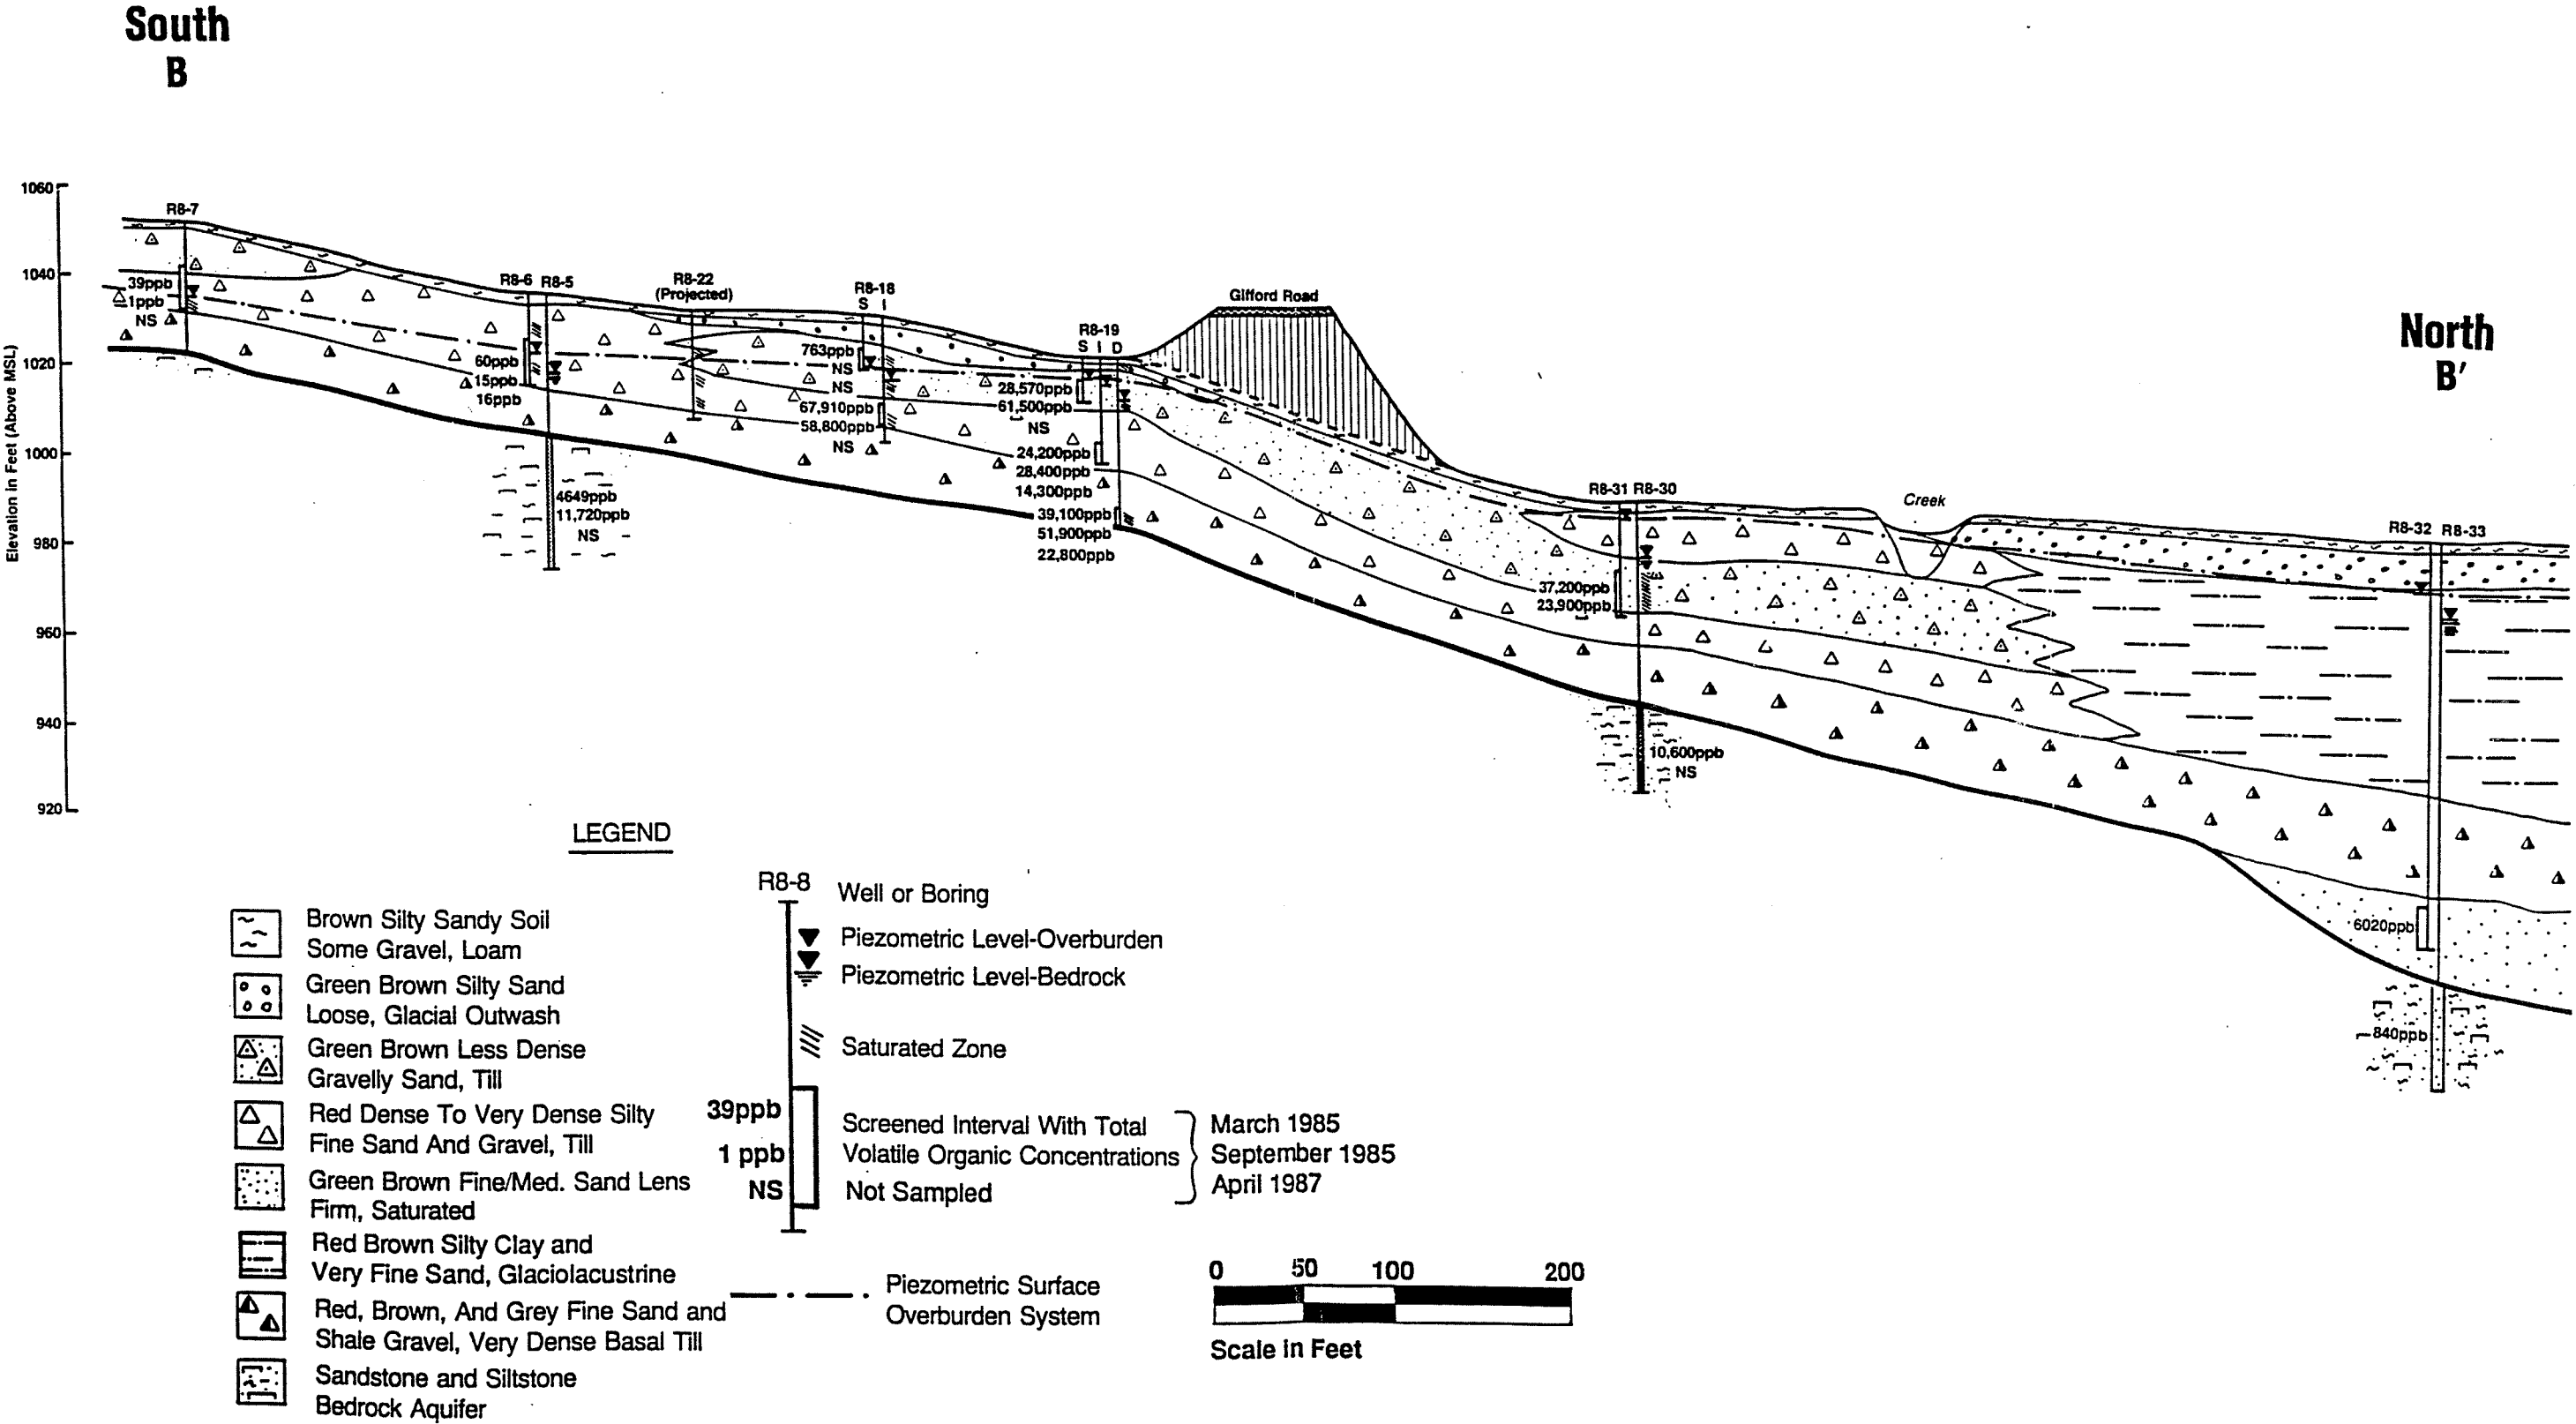 South
B
North
B'
Elevation in Feet (Above MSL)
1060
1040
1020
1000
980
960
940
920
R8-7
39ppb
1ppb
NS
R8-6 R8-5
60ppb
15ppb
16ppb
4649ppb
11,720ppb
NS
R8-22
(Projected)
R8-18
S I
763ppb
NS
NS
67,910ppb
58,800ppb
NS
R8-19
S I D
28,570ppb
61,500ppb
NS
24,200ppb
28,400ppb
14,300ppb
39,100ppb
51,900ppb
22,800ppb
Gifford Road
R8-31 R8-30
37,200ppb
23,900ppb
10,600ppb
NS
Creek
R8-32 R8-33
6020ppb
840ppb
LEGEND
Brown Silty Sandy Soil
Some Gravel, Loam
Green Brown Silty Sand
Loose, Glacial Outwash
Green Brown Less Dense
Gravelly Sand, Till
Red Dense To Very Dense Silty
Fine Sand And Gravel, Till
Green Brown Fine/Med. Sand Lens
Firm, Saturated
Red Brown Silty Clay and
Very Fine Sand, Glaciolacustrine
Red, Brown, And Grey Fine Sand and
Shale Gravel, Very Dense Basal Till
Sandstone and Siltstone
Bedrock Aquifer
R8-8
Well or Boring
Piezometric Level-Overburden
Piezometric Level-Bedrock
Saturated Zone
39ppb
1 ppb
NS
Screened Interval With Total
Volatile Organic Concentrations
Not Sampled
March 1985
September 1985
April 1987
Piezometric Surface
Overburden System
0 50 100 200
Scale in Feet